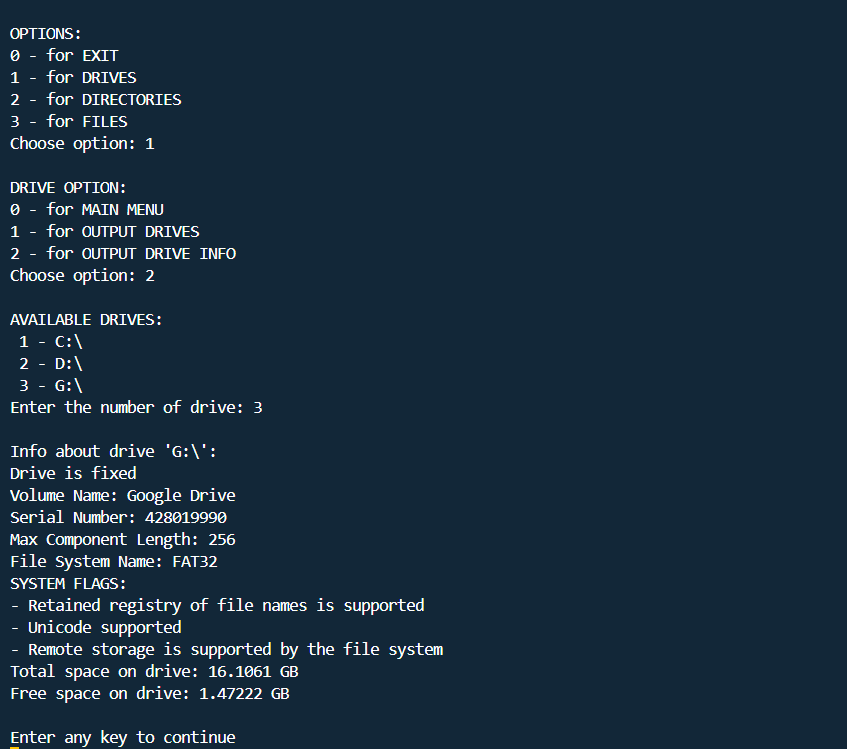 OPTIONS:
0 - for EXIT
1 - for DRIVES
2 - for DIRECTORIES
3 - for FILES
Choose option: 1
DRIVE OPTION:
0 - for MAIN MENU
1 - for OUTPUT DRIVES
2 - for OUTPUT DRIVE INFO
Choose option: 2
AVAILABLE DRIVES:
1 - C:\
2 - D:\
3 - G:\
Enter the number of drive: 3
Info about drive 'G:\':
Drive is fixed
Volume Name: Google Drive
Serial Number: 428019990
Max Component Length: 256
File System Name: FAT32
SYSTEM FLAGS:
- Retained registry of file names is supported
- Unicode supported
- Remote storage is supported by the file system
Total space on drive: 16.1061 GB
Free space on drive: 1.47222 GB
Enter any key to continue